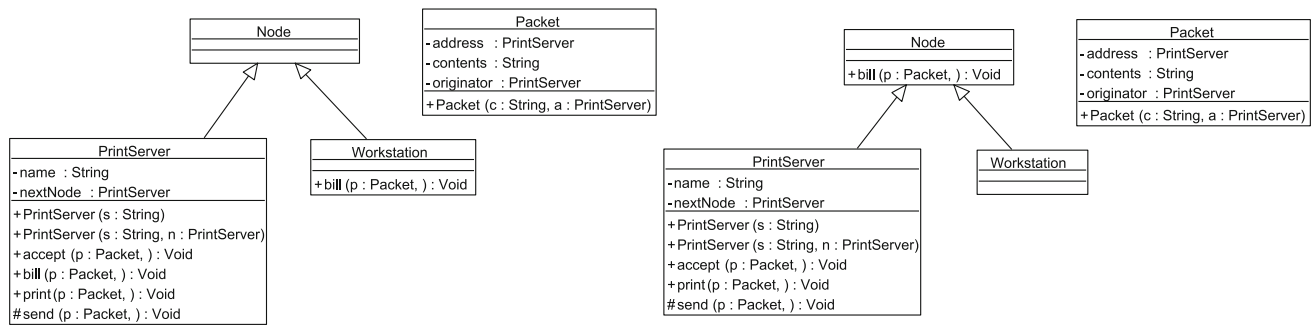 Node
Packet
- address : PrintServer
- contents : String
- originator : PrintServer
+ Packet (c : String, a : PrintServer)
PrintServer
- name : String
- nextNode : PrintServer
+ PrintServer (s : String)
+ PrintServer (s : String, n : PrintServer)
+ accept (p : Packet, ) : Void
+ bill (p : Packet, ) : Void
+ print (p : Packet, ) : Void
# send (p : Packet, ) : Void
Workstation
+ bill (p : Packet, ) : Void
Node
+ bill (p : Packet, ) : Void
Packet
- address : PrintServer
- contents : String
- originator : PrintServer
+ Packet (c : String, a : PrintServer)
PrintServer
- name : String
- nextNode : PrintServer
+ PrintServer (s : String)
+ PrintServer (s : String, n : PrintServer)
+ accept (p : Packet, ) : Void
+ print (p : Packet, ) : Void
# send (p : Packet, ) : Void
Workstation